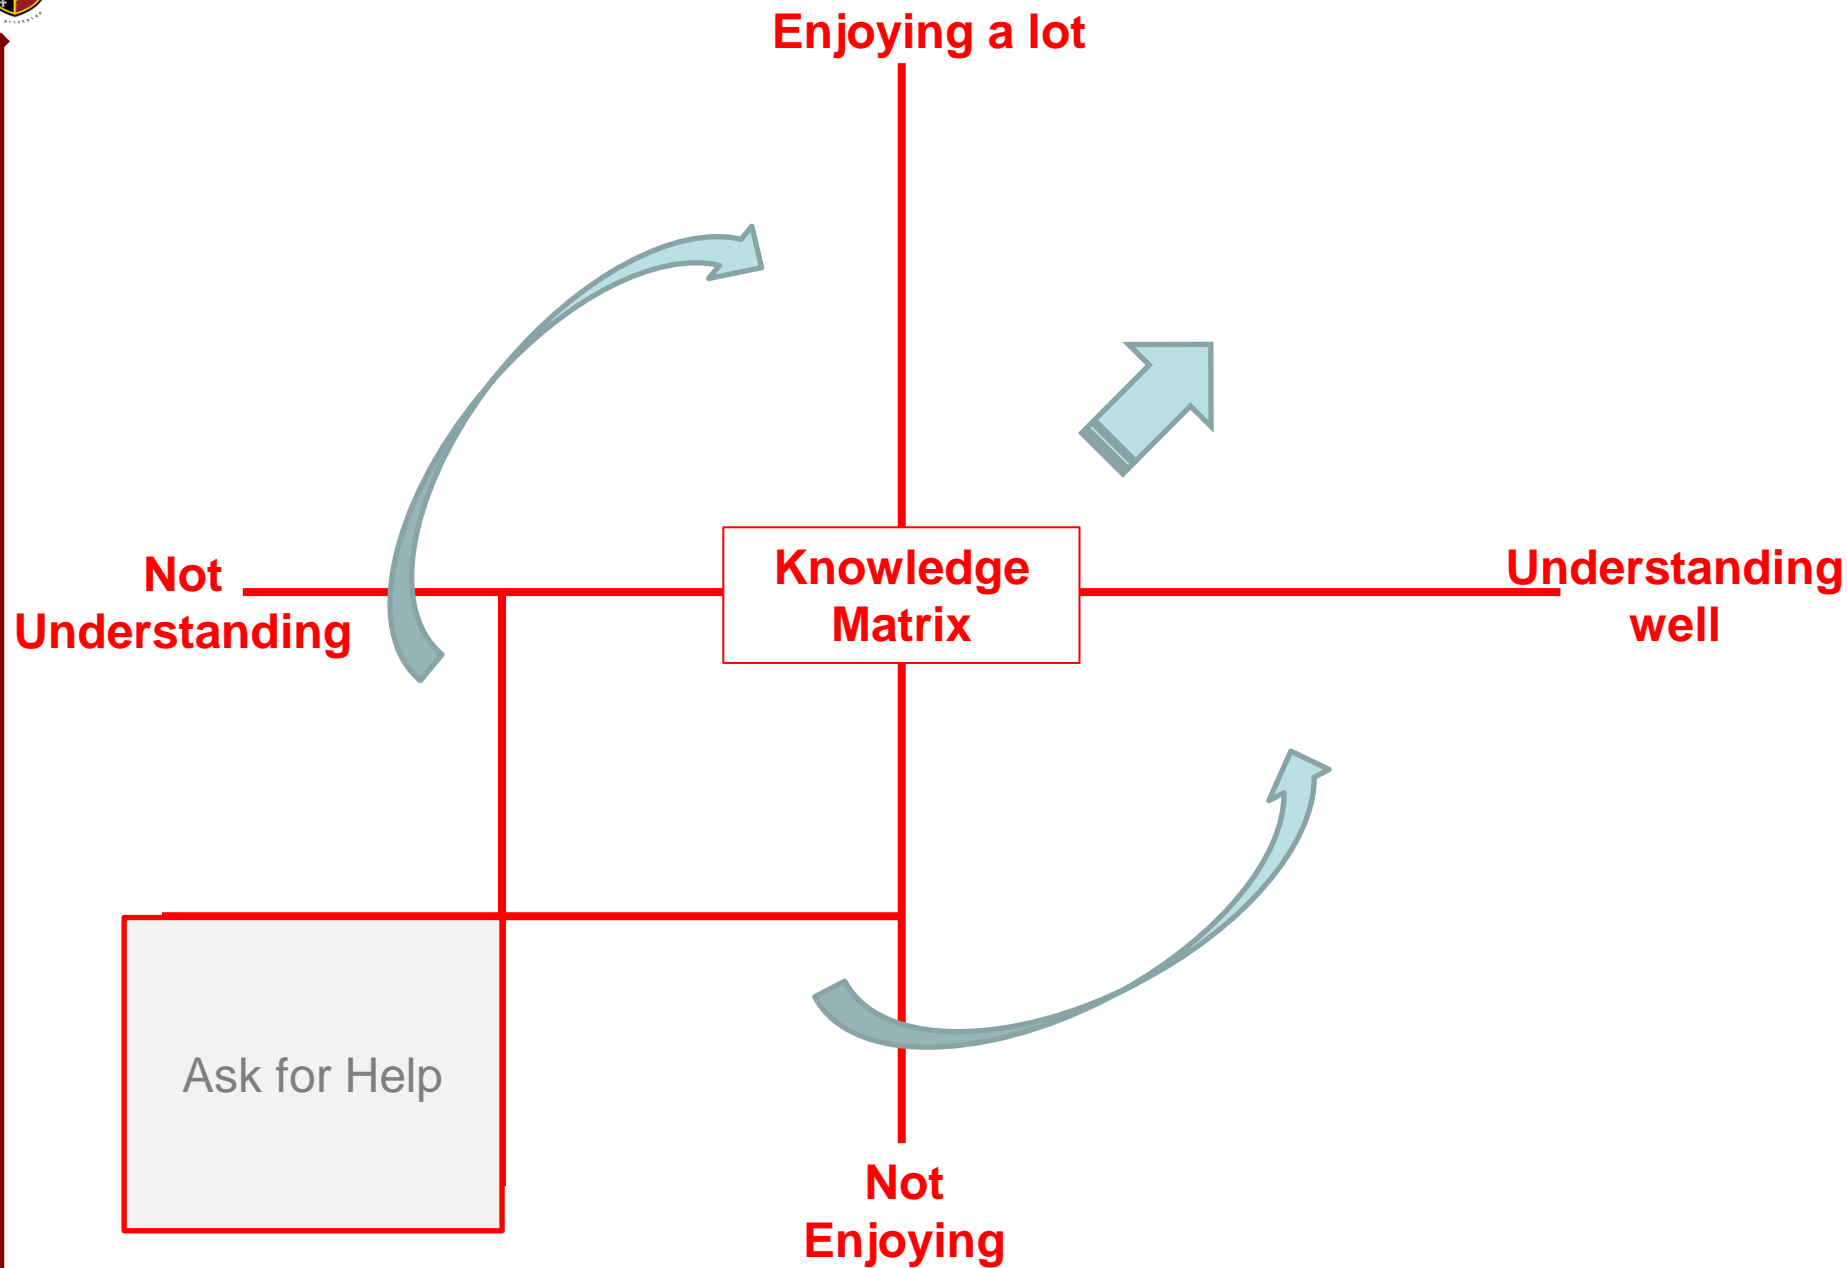 Enjoying a lot
Not
Understanding
Knowledge
Matrix
Understanding
well
Ask for Help
Not
Enjoying